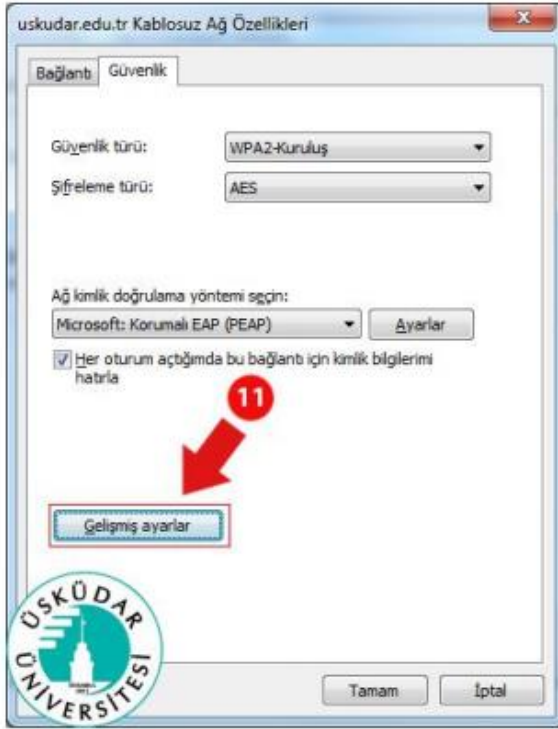 uskudar.edu.tr Kablosuz Ağ Özellikleri
Bağlantı Güvenlik
Güvenlik türü: WPA2-Kuruluş
Şifreleme türü: AES
Ağ kimlik doğrulama yöntemi seçin:
Microsoft: Korumalı EAP (PEAP) Ayarlar
Her oturum açtığımda bu bağlantı için kimlik bilgilerimi
hatırla
11
Gelişmiş ayarlar
ÜSKÜDAR
ÜNİVERSİTESİ
Tamam İptal